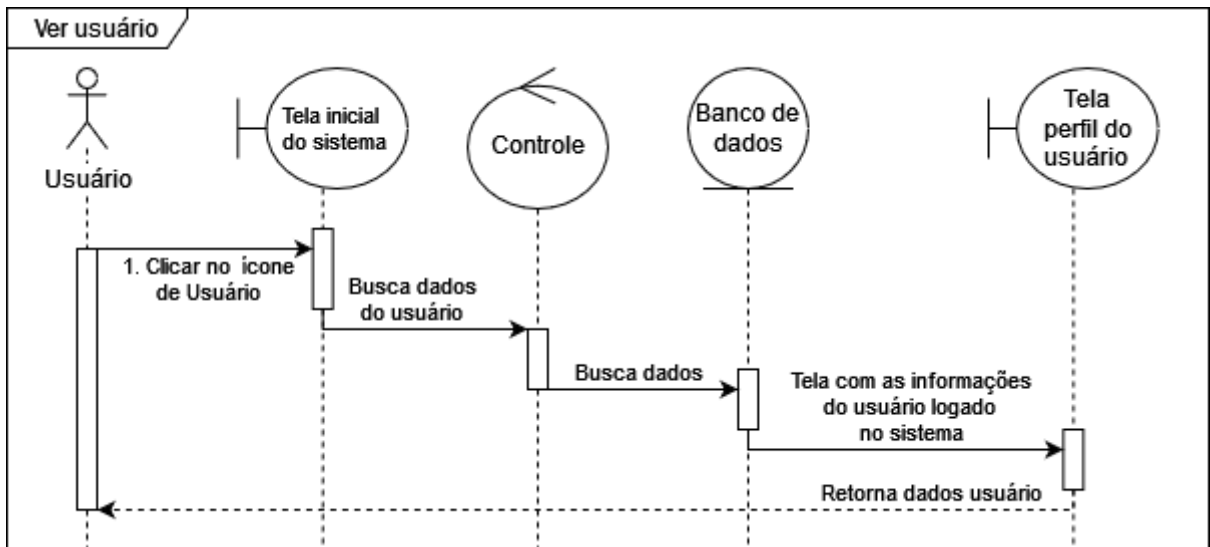 Ver usuário
Usuário
Tela inicial
do sistema
Controle
Banco de
dados
Tela
perfil do
usuário
1. Clicar no ícone
de Usuário
Busca dados
do usuário
Busca dados
Tela com as informações
do usuário logado
no sistema
Retorna dados usuário